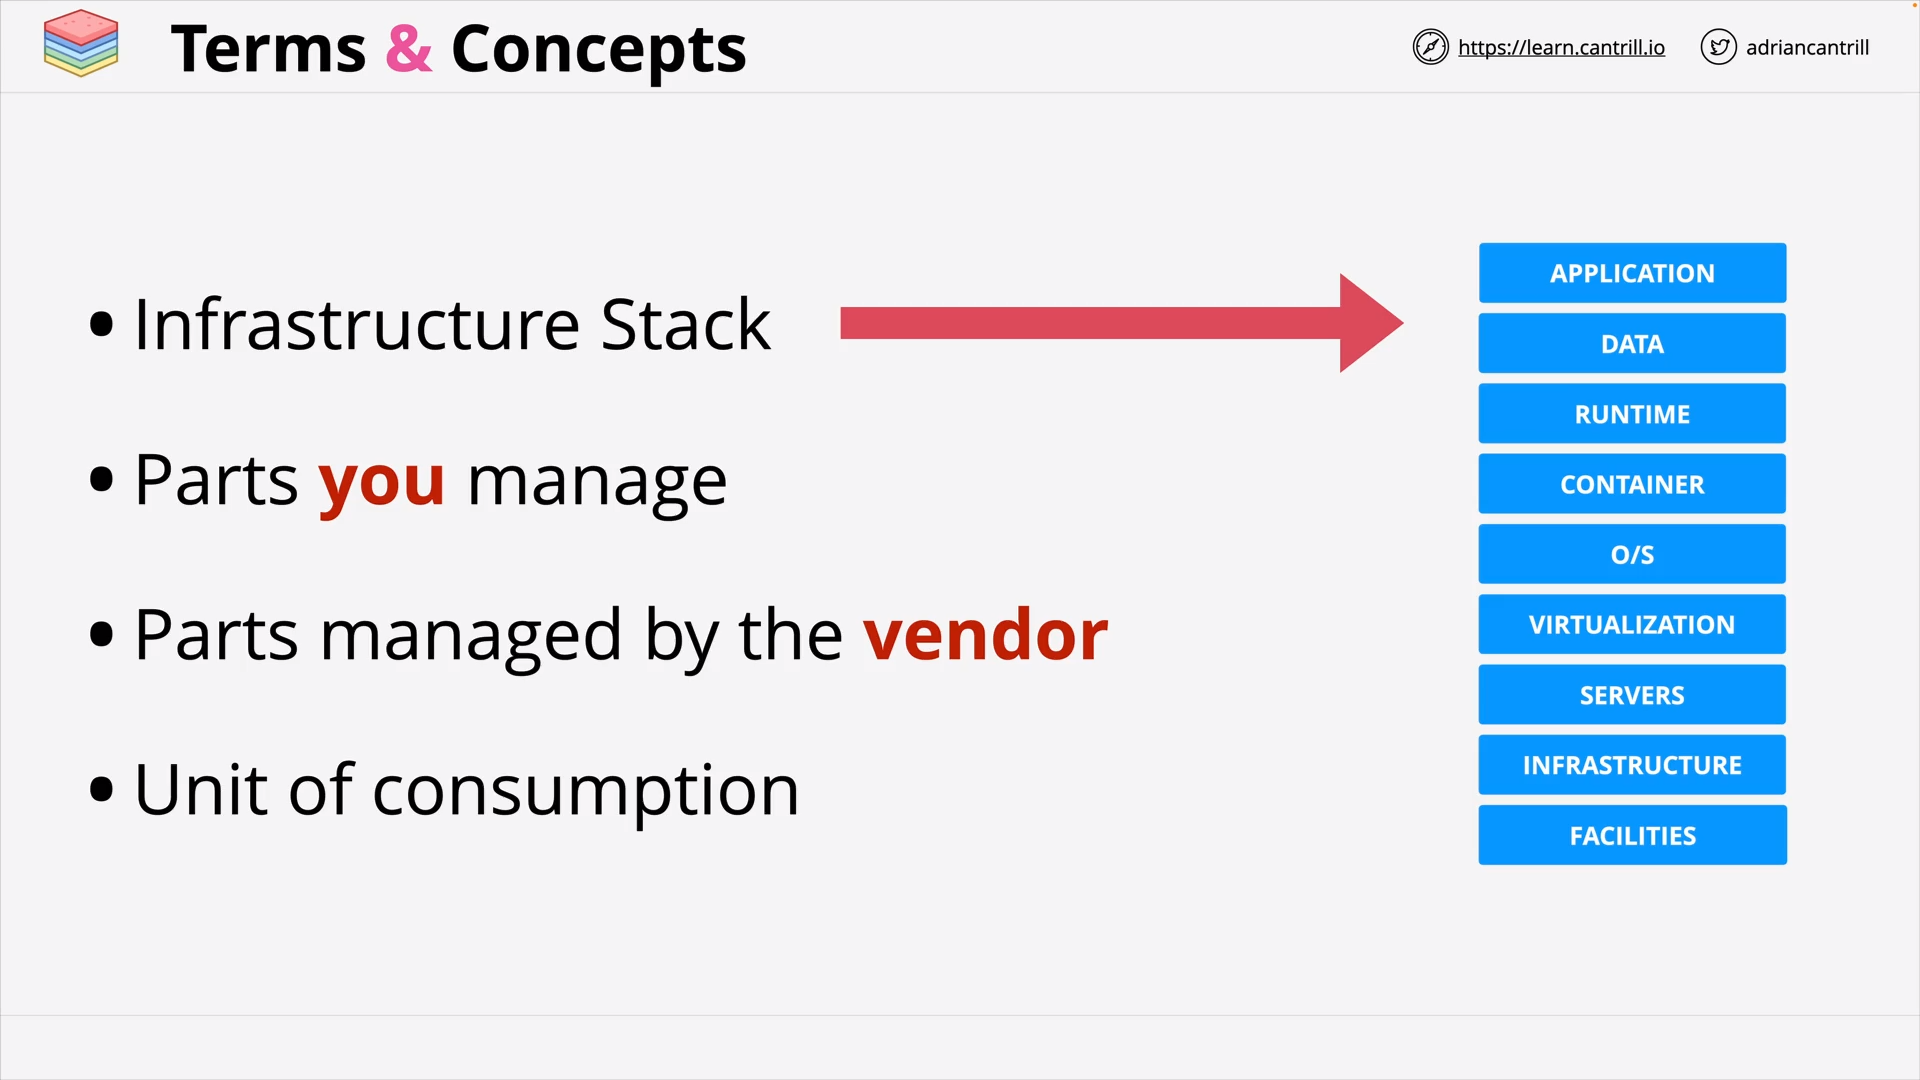 Terms & Concepts
https://learn.cantrill.io
adriancantrill
• Infrastructure Stack
• Parts you manage
• Parts managed by the vendor
• Unit of consumption
APPLICATION
DATA
RUNTIME
CONTAINER
O/S
VIRTUALIZATION
SERVERS
INFRASTRUCTURE
FACILITIES